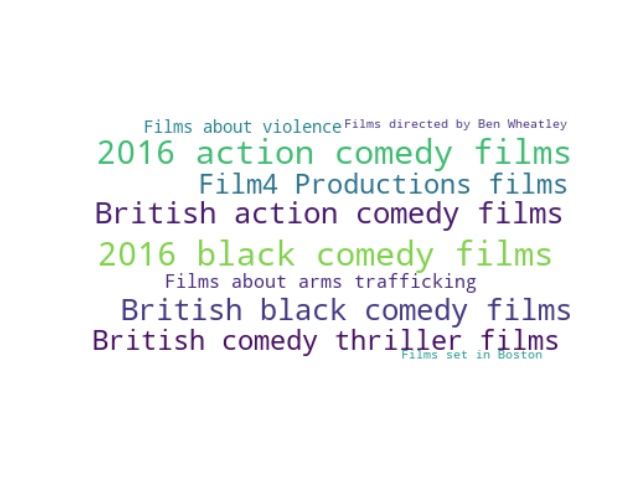 Films about violence
Films directed by Ben Wheatley
2016 action comedy films
Film4 Productions films
British action comedy films
2016 black comedy films
Films about arms trafficking
British black comedy films
British comedy thriller films
Films set in Boston